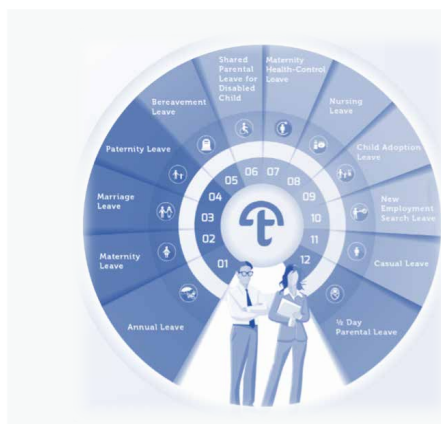 Shared
Parental
Leave for
Disabled
Child
Maternity
Health-Control
Leave
Bereavement
Leave
Nursing
Leave
Paternity Leave
Child Adoption
Leave
Marriage
Leave
New
Employment
Search Leave
Maternity
Leave
Casual Leave
Annual Leave
½ Day
Parental Leave
01
02
03
04
05
06
07
08
09
10
11
12
t